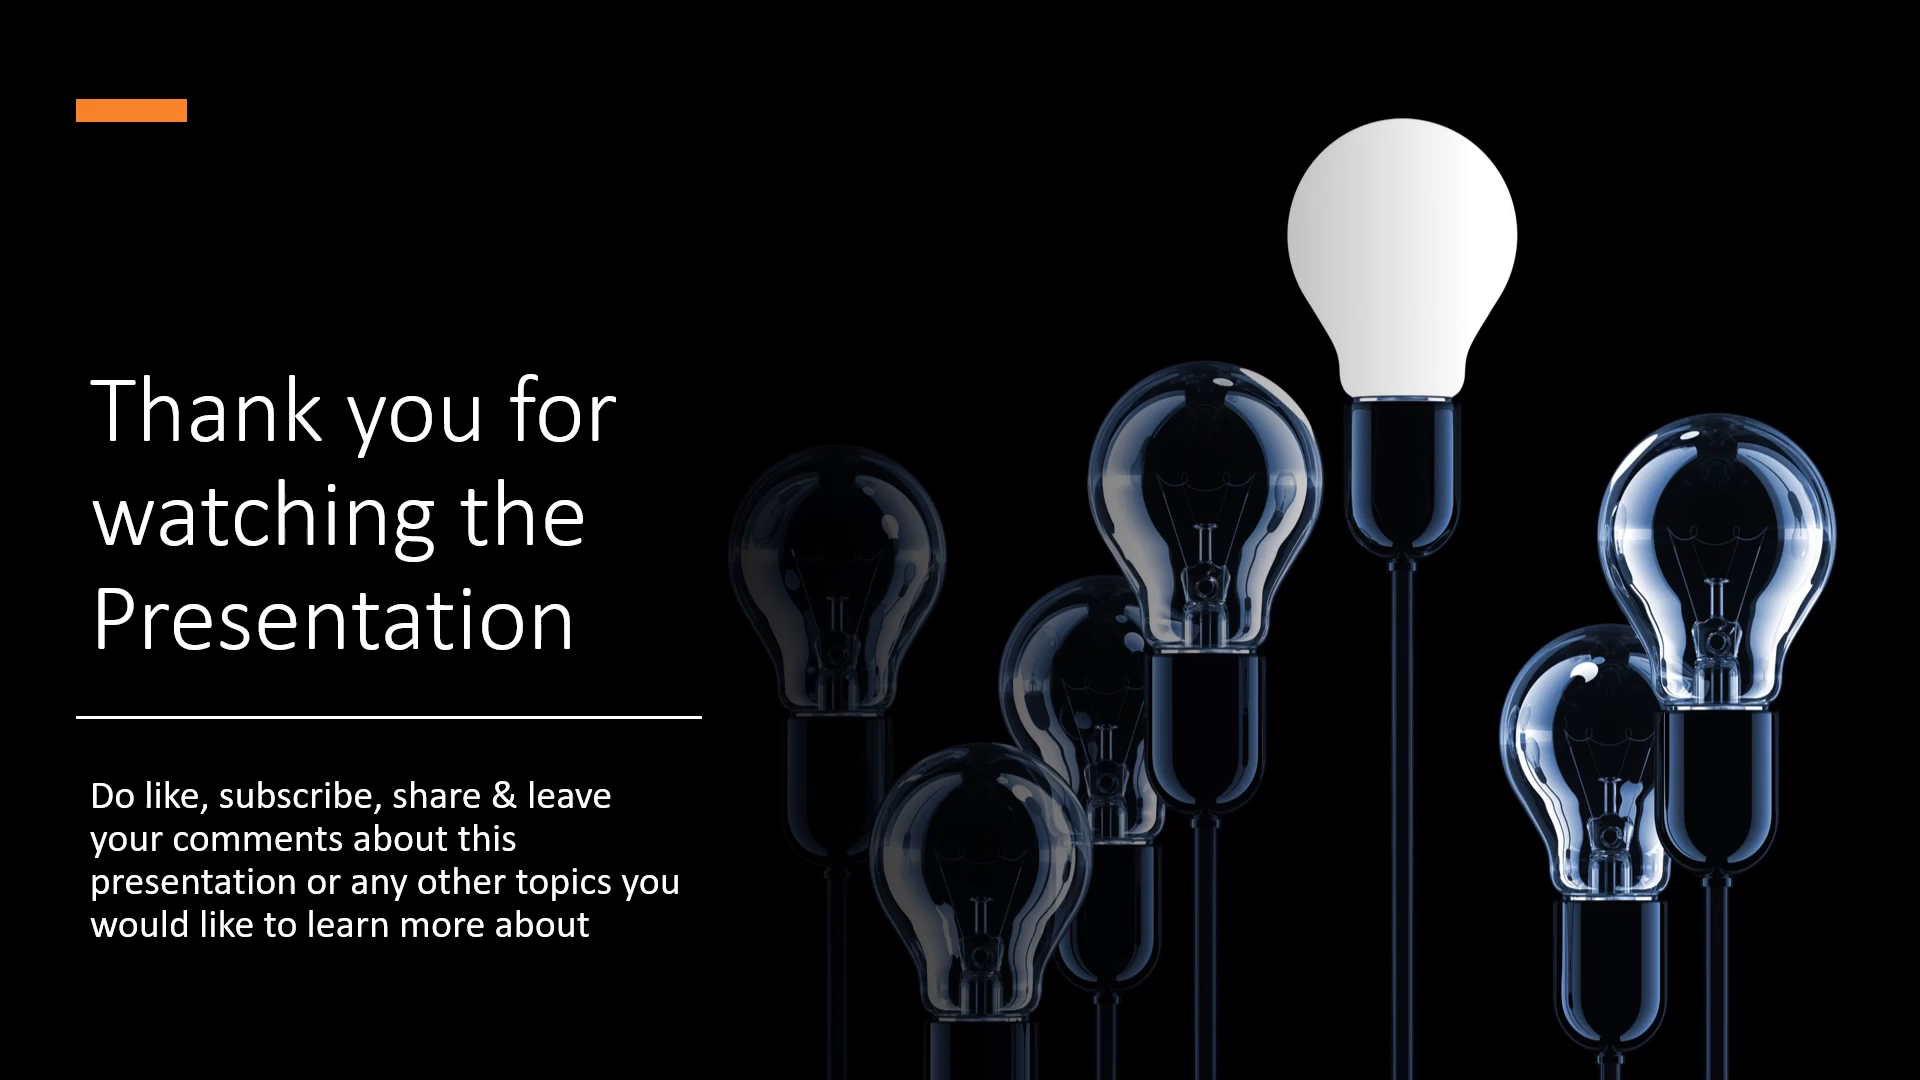 Thank you for
watching the
Presentation
Do like, subscribe, share & leave
your comments about this
presentation or any other topics you
would like to learn more about